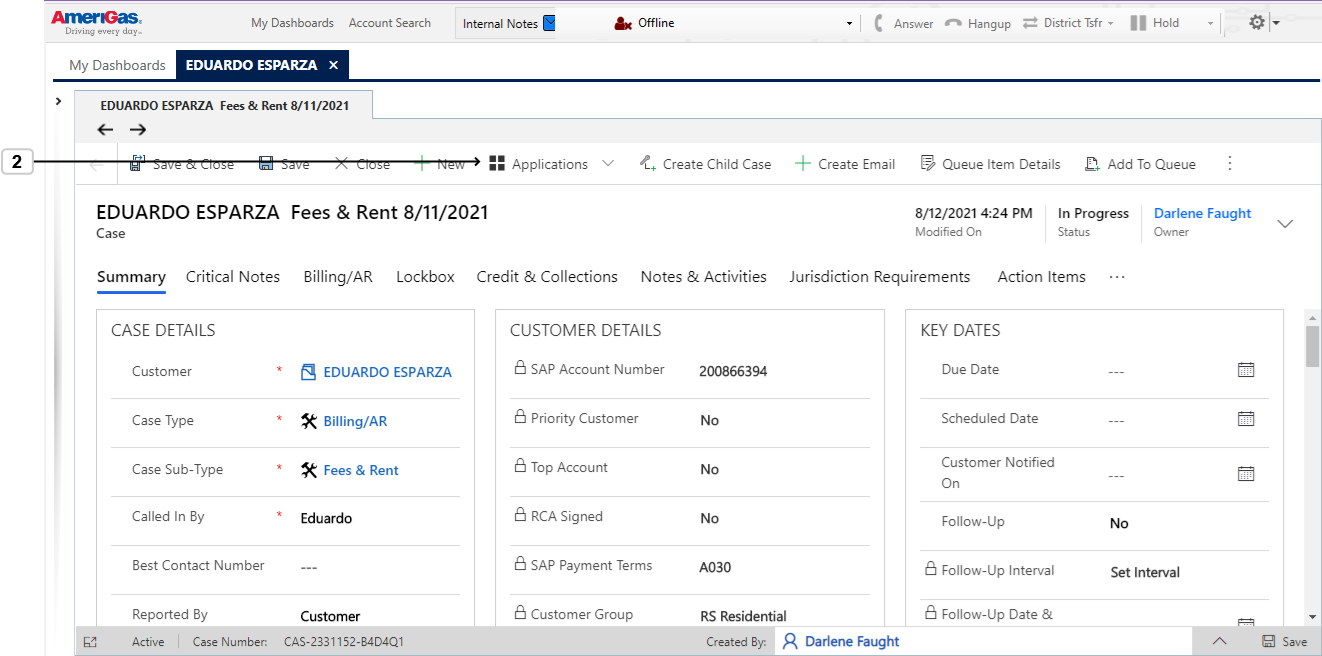 AmeriGas.
Driving every day..
My Dashboards Account Search Internal Notes Offline Answer Hangup District Tsfr Hold
My Dashboards EDUARDO ESPARZA ×
EDUARDO ESPARZA Fees & Rent 8/11/2021
2
Save & Close Save Close New Applications Create Child Case Create Email Queue Item Details Add To Queue
EDUARDO ESPARZA Fees & Rent 8/11/2021
Case
8/12/2021 4:24 PM In Progress Darlene Faught
Modified On Status Owner
Summary Critical Notes Billing/AR Lockbox Credit & Collections Notes & Activities Jurisdiction Requirements Action Items ...
CASE DETAILS
Customer * EDUARDO ESPARZA
Case Type * Billing/AR
Case Sub-Type * Fees & Rent
Called In By * Eduardo
Best Contact Number ---
Reported By Customer
CUSTOMER DETAILS
SAP Account Number 200866394
Priority Customer No
Top Account No
RCA Signed No
SAP Payment Terms A030
Customer Group RS Residential
KEY DATES
Due Date ---
Scheduled Date ---
Customer Notified
On ---
Follow-Up No
Follow-Up Interval Set Interval
Follow-Up Date &
Active Case Number: CAS-2331152-B4D4Q1 Created By: Darlene Faught Save